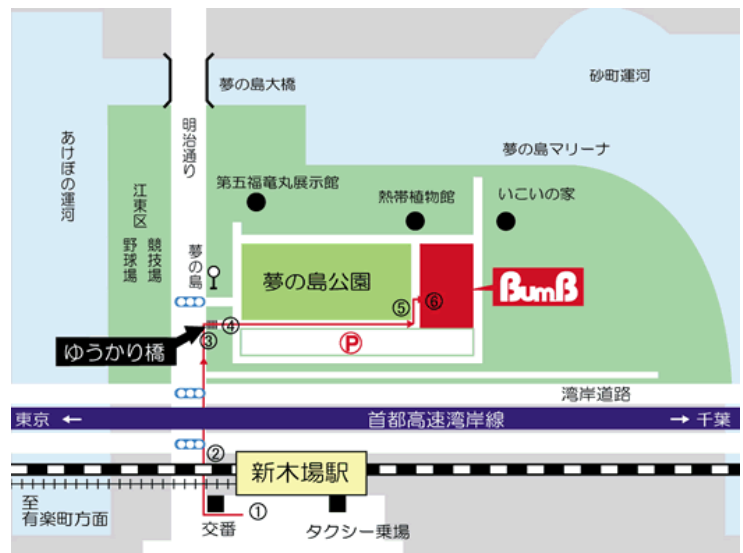 夢の島大橋
砂町運河
あけぼの運河
明治通り
夢の島マリーナ
江東区
野球場
競技場
第五福竜丸展示館
熱帯植物館
いこいの家
夢の島
夢の島公園
BumB
⑤
⑥
④
③
ゆうかり橋
P
湾岸道路
東京 ←
首都高速湾岸線
→ 千葉
②
新木場駅
至
有楽町方面
①
交番
タクシー乗場